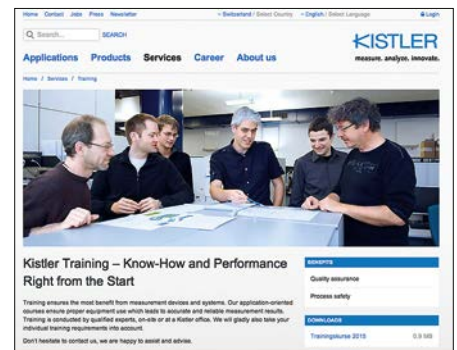 Home Contact Jobs Press Newsletter
Switzerland / Select Country English / Select Language Login
Search... SEARCH
KISTLER
measure. analyze. innovate.
Applications Products Services Career About us
Home / Services / Training
Kistler Training – Know-How and Performance
Right from the Start
Training ensures the most benefit from measurement devices and systems. Our application-oriented
courses ensure proper equipment use which leads to accurate and reliable measurement results.
Training is conducted by qualified experts, on-site or at a Kistler office. We will gladly also take your
individual training requirements into account.
Don't hesitate to contact us, we are happy to assist and advise.
BENEFITS
Quality assurance
Process safety
DOWNLOADS
Trainingskurse 2015 0.9 MB